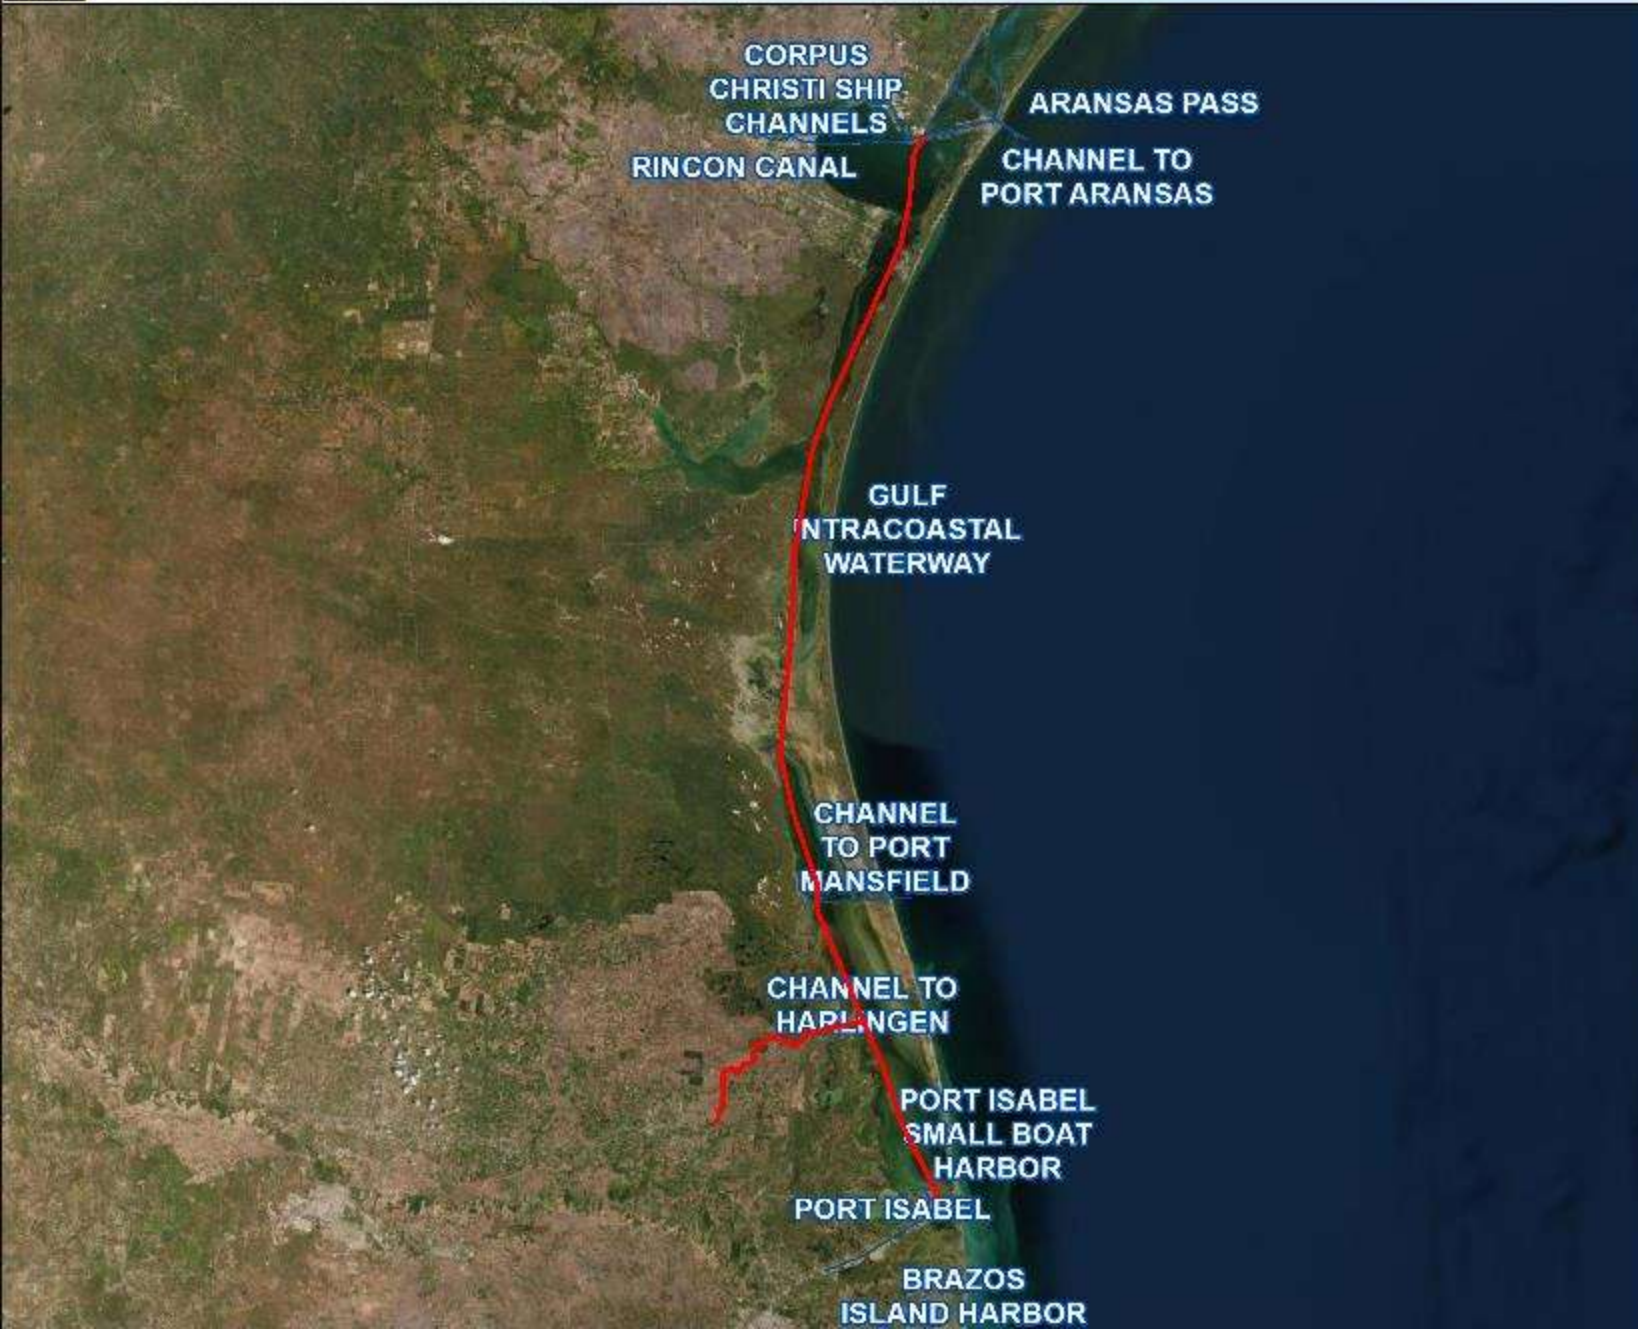 CORPUS
CHRISTI SHIP
CHANNELS
ARANSAS PASS
RINCON CANAL
CHANNEL TO
PORT ARANSAS
GULF
INTRACOASTAL
WATERWAY
CHANNEL
TO PORT
MANSFIELD
CHANNEL TO
HARLINGEN
PORT ISABEL
SMALL BOAT
HARBOR
PORT ISABEL
BRAZOS
ISLAND HARBOR